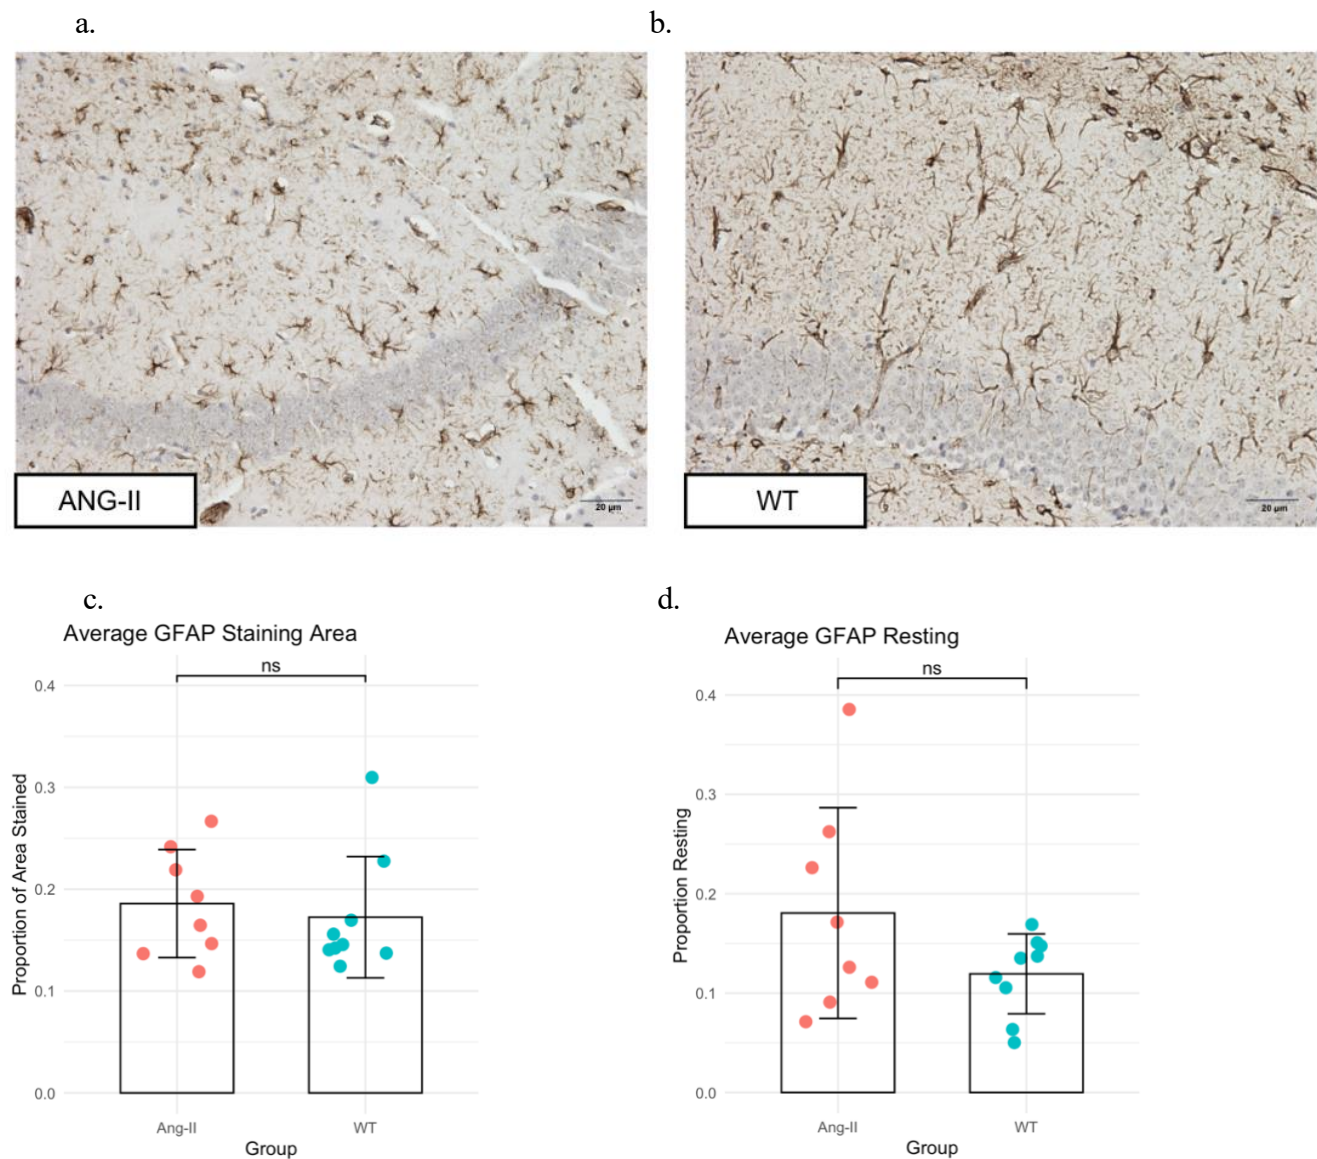 a.
b.
ANG-II
20 µm
WT
20 µm
c.
Average GFAP Staining Area
ns
0.4
0.3
0.2
0.1
0.0
Proportion of Area Stained
Ang-II
WT
Group
d.
Average GFAP Resting
ns
0.4
0.3
0.2
0.1
0.0
Proportion Resting
Ang-II
WT
Group